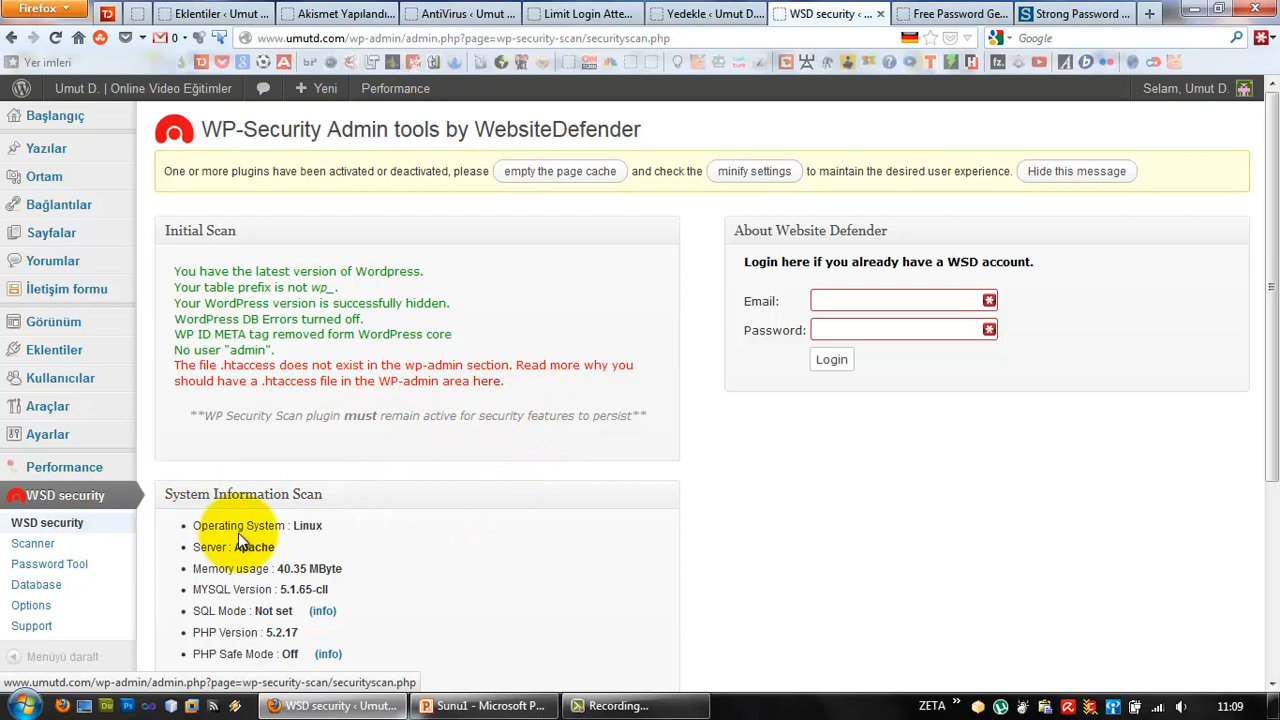 Firefox
Eklentiler ‹ Umut ...
Akismet Yapılandı...
AntiVirus ‹ Umut D...
Limit Login Atte...
Yedekle ‹ Umut D...
WSD security ‹ ...
Free Password Ge...
Strong Password ...
www.umutd.com/wp-admin/admin.php?page=wp-security-scan/securityscan.php
Google
Yer imleri
Umut D. | Online Video Eğitimler
Yeni
Performance
Selam, Umut D.
Başlangıç
Yazılar
Ortam
Bağlantılar
Sayfalar
Yorumlar
İletişim formu
Görünüm
Eklentiler
Kullanıcılar
Araçlar
Ayarlar
Performance
WSD security
WSD security
Scanner
Password Tool
Database
Options
Support
Menüyü daralt
WP-Security Admin tools by WebsiteDefender
One or more plugins have been activated or deactivated, please empty the page cache and check the minify settings to maintain the desired user experience. Hide this message
Initial Scan
You have the latest version of Wordpress.
Your table prefix is not wp_.
Your WordPress version is successfully hidden.
WordPress DB Errors turned off.
WP ID META tag removed form WordPress core
No user "admin".
The file .htaccess does not exist in the wp-admin section. Read more why you
should have a .htaccess file in the WP-admin area here.
**WP Security Scan plugin must remain active for security features to persist**
About Website Defender
Login here if you already have a WSD account.
Email:
Password:
Login
System Information Scan
Operating System : Linux
Server : Apache
Memory usage : 40.35 MByte
MYSQL Version : 5.1.65-cll
SQL Mode : Not set (info)
PHP Version : 5.2.17
PHP Safe Mode : Off (info)
www.umutd.com/wp-admin/admin.php?page=wp-security-scan/securityscan.php
WSD security ‹ Umut...
Sunu1 - Microsoft P...
Recording...
ZETA
11:09